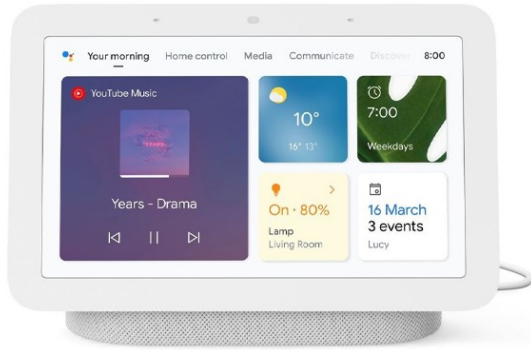 Your morning
Home control
Media
Communicate
Discover
8:00
YouTube Music
Years - Drama
10°
16° 13°
7:00
Weekdays
On · 80%
Lamp
Living Room
16 March
3 events
Lucy